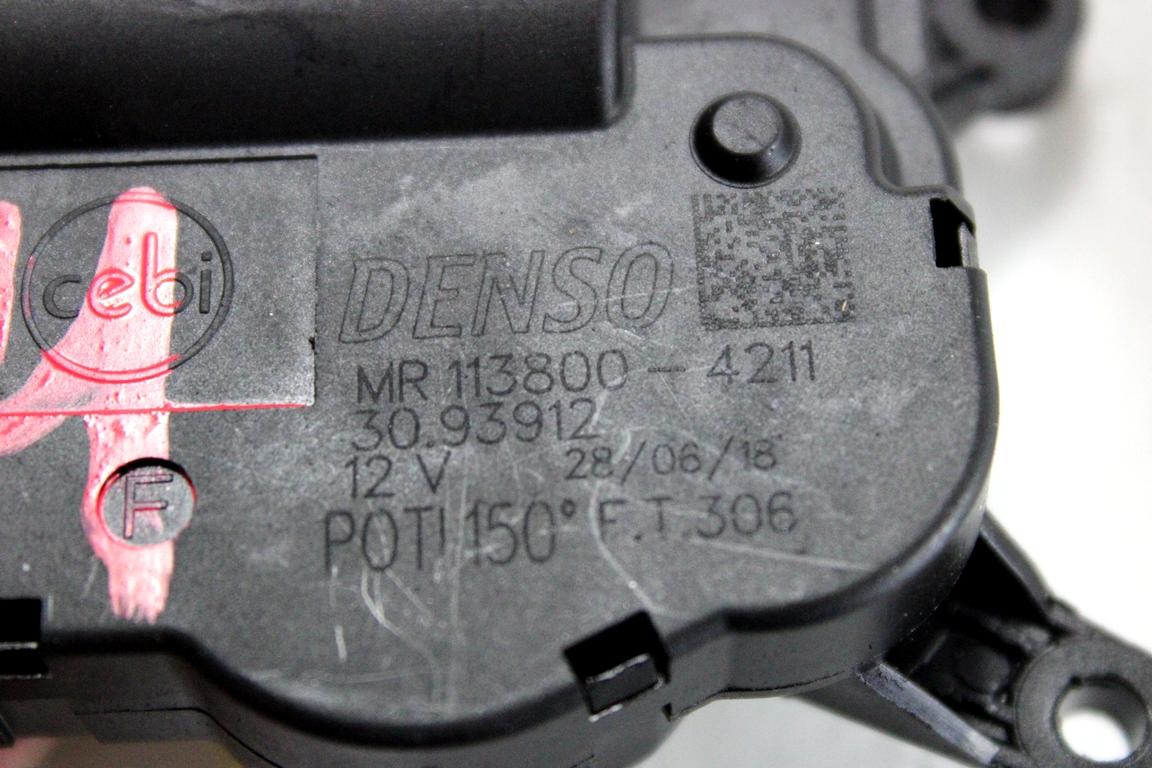 cebi
DENSO
MR 113800-4211
30.93912
12 V 28/06/18
POTI 150° F.T.306
F